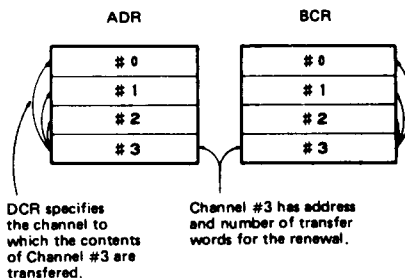 ADR
BCR
# 0
# 1
# 2
# 3
# 0
# 1
# 2
# 3
DCR specifies
the channel to
which the contents
of Channel #3 are
transfered.
Channel #3 has address
and number of transfer
words for the renewal.